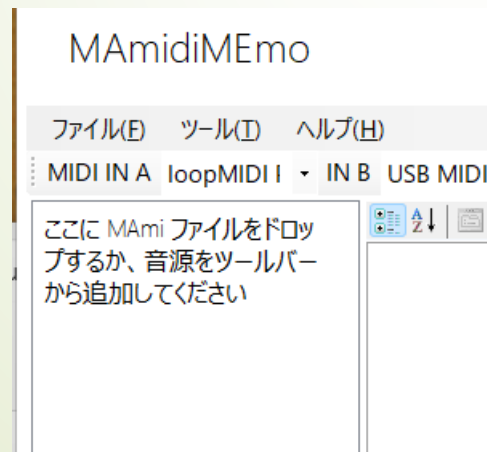 MAmidiMEmo
ファイル(F) ツール(T) ヘルプ(H)
MIDI IN A loopMIDI IN B USB MIDI
ここに MAmi ファイルをドロッ
プするか、音源をツールバー
から追加してください